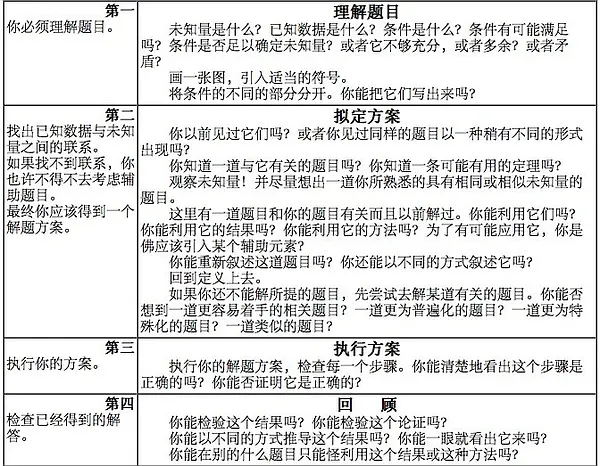 第一
你必须理解题目。
理解题目
未知量是什么？已知数据是什么？条件是什么？条件有可能满足
吗？条件是否足以确定未知量？或者它不够充分，或者多余？或者矛
盾？
画一张图，引入适当的符号。
将条件的不同的部分分开。你能把它们写出来吗？
第二
找出已知数据与未知
量之间的联系。
如果找不到联系，你
也许不得不去考虑辅
助题目。
最终你应该得到一个
解题方案。
拟定方案
你以前见过它们吗？或者你见过同样的题目以一种稍有不同的形式
出现吗？
你知道一道与它有关的题目吗？你知道一条可能有用的定理吗？
观察未知量！并尽量想出一道你所熟悉的具有相同或相似未知量的
题目。
这里有一道题目和你的题目有关而且以前解过。你能利用它们吗？
你能利用它的结果吗？你能利用它的方法吗？为了有可能应用它，你是
佛应该引入某个辅助元素？
你能重新叙述这道题目吗？你还能以不同的方式叙述它吗？
回到定义上去。
如果你还不能解所提的题目，先尝试去解某道有关的题目。你能否
想到一道更容易着手的相关题目？一道更为普遍化的题目？一道更为特
殊化的题目？一道类似的题目？
第三
执行你的方案。
执行方案
执行你的解题方案，检查每一个步骤。你能清楚地看出这个步骤是
正确的吗？你能否证明它是正确的？
第四
检查已经得到的解
答。
回 顾
你能检验这个结果吗？你能检验这个论证吗？
你能以不同的方式推导这个结果吗？你能一眼就看出它来吗？
你能在别的什么题目只能怪利用这个结果或这种方法吗？